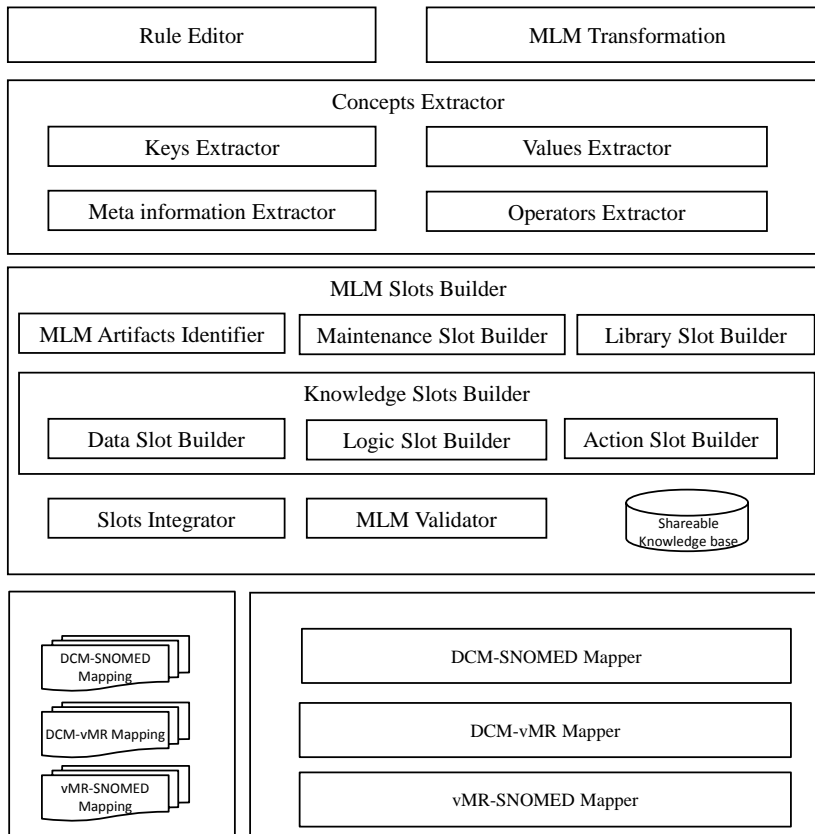 Rule Editor
MLM Transformation
Concepts Extractor
Keys Extractor
Values Extractor
Meta information Extractor
Operators Extractor
MLM Slots Builder
MLM Artifacts Identifier
Maintenance Slot Builder
Library Slot Builder
Knowledge Slots Builder
Data Slot Builder
Logic Slot Builder
Action Slot Builder
Slots Integrator
MLM Validator
Shareable
Knowledge base
DCM-SNOMED
Mapping
DCM-vMR Mapping
vMR-SNOMED
Mapping
DCM-SNOMED Mapper
DCM-vMR Mapper
vMR-SNOMED Mapper